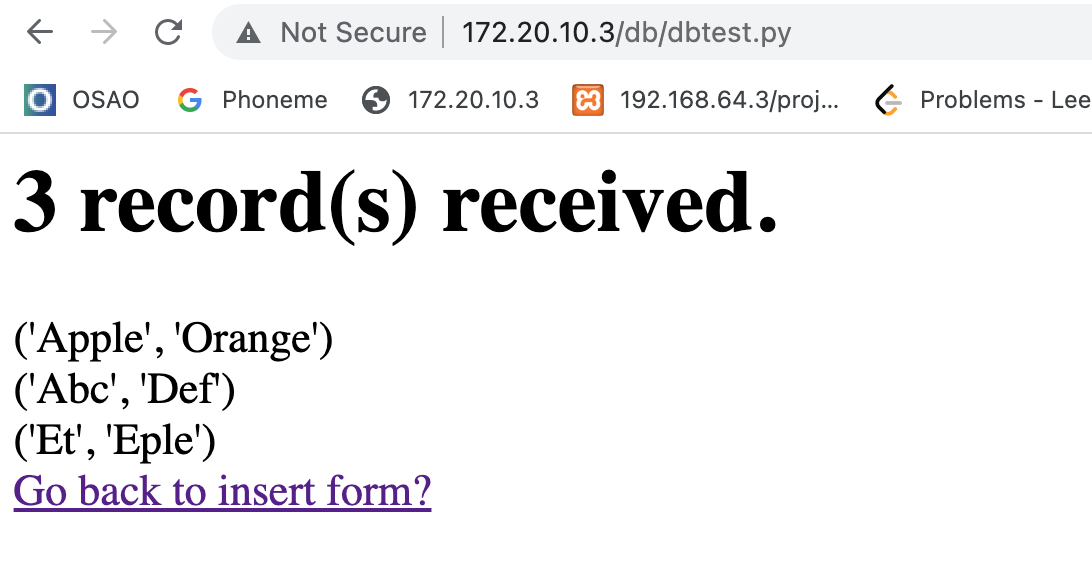 Not Secure 172.20.10.3/db/dbtest.py
OSAO Phoneme 172.20.10.3 192.168.64.3/proj... Problems - Lee
3 record(s) received.
('Apple', 'Orange')
('Abc', 'Def')
('Et', 'Eple')
Go back to insert form?